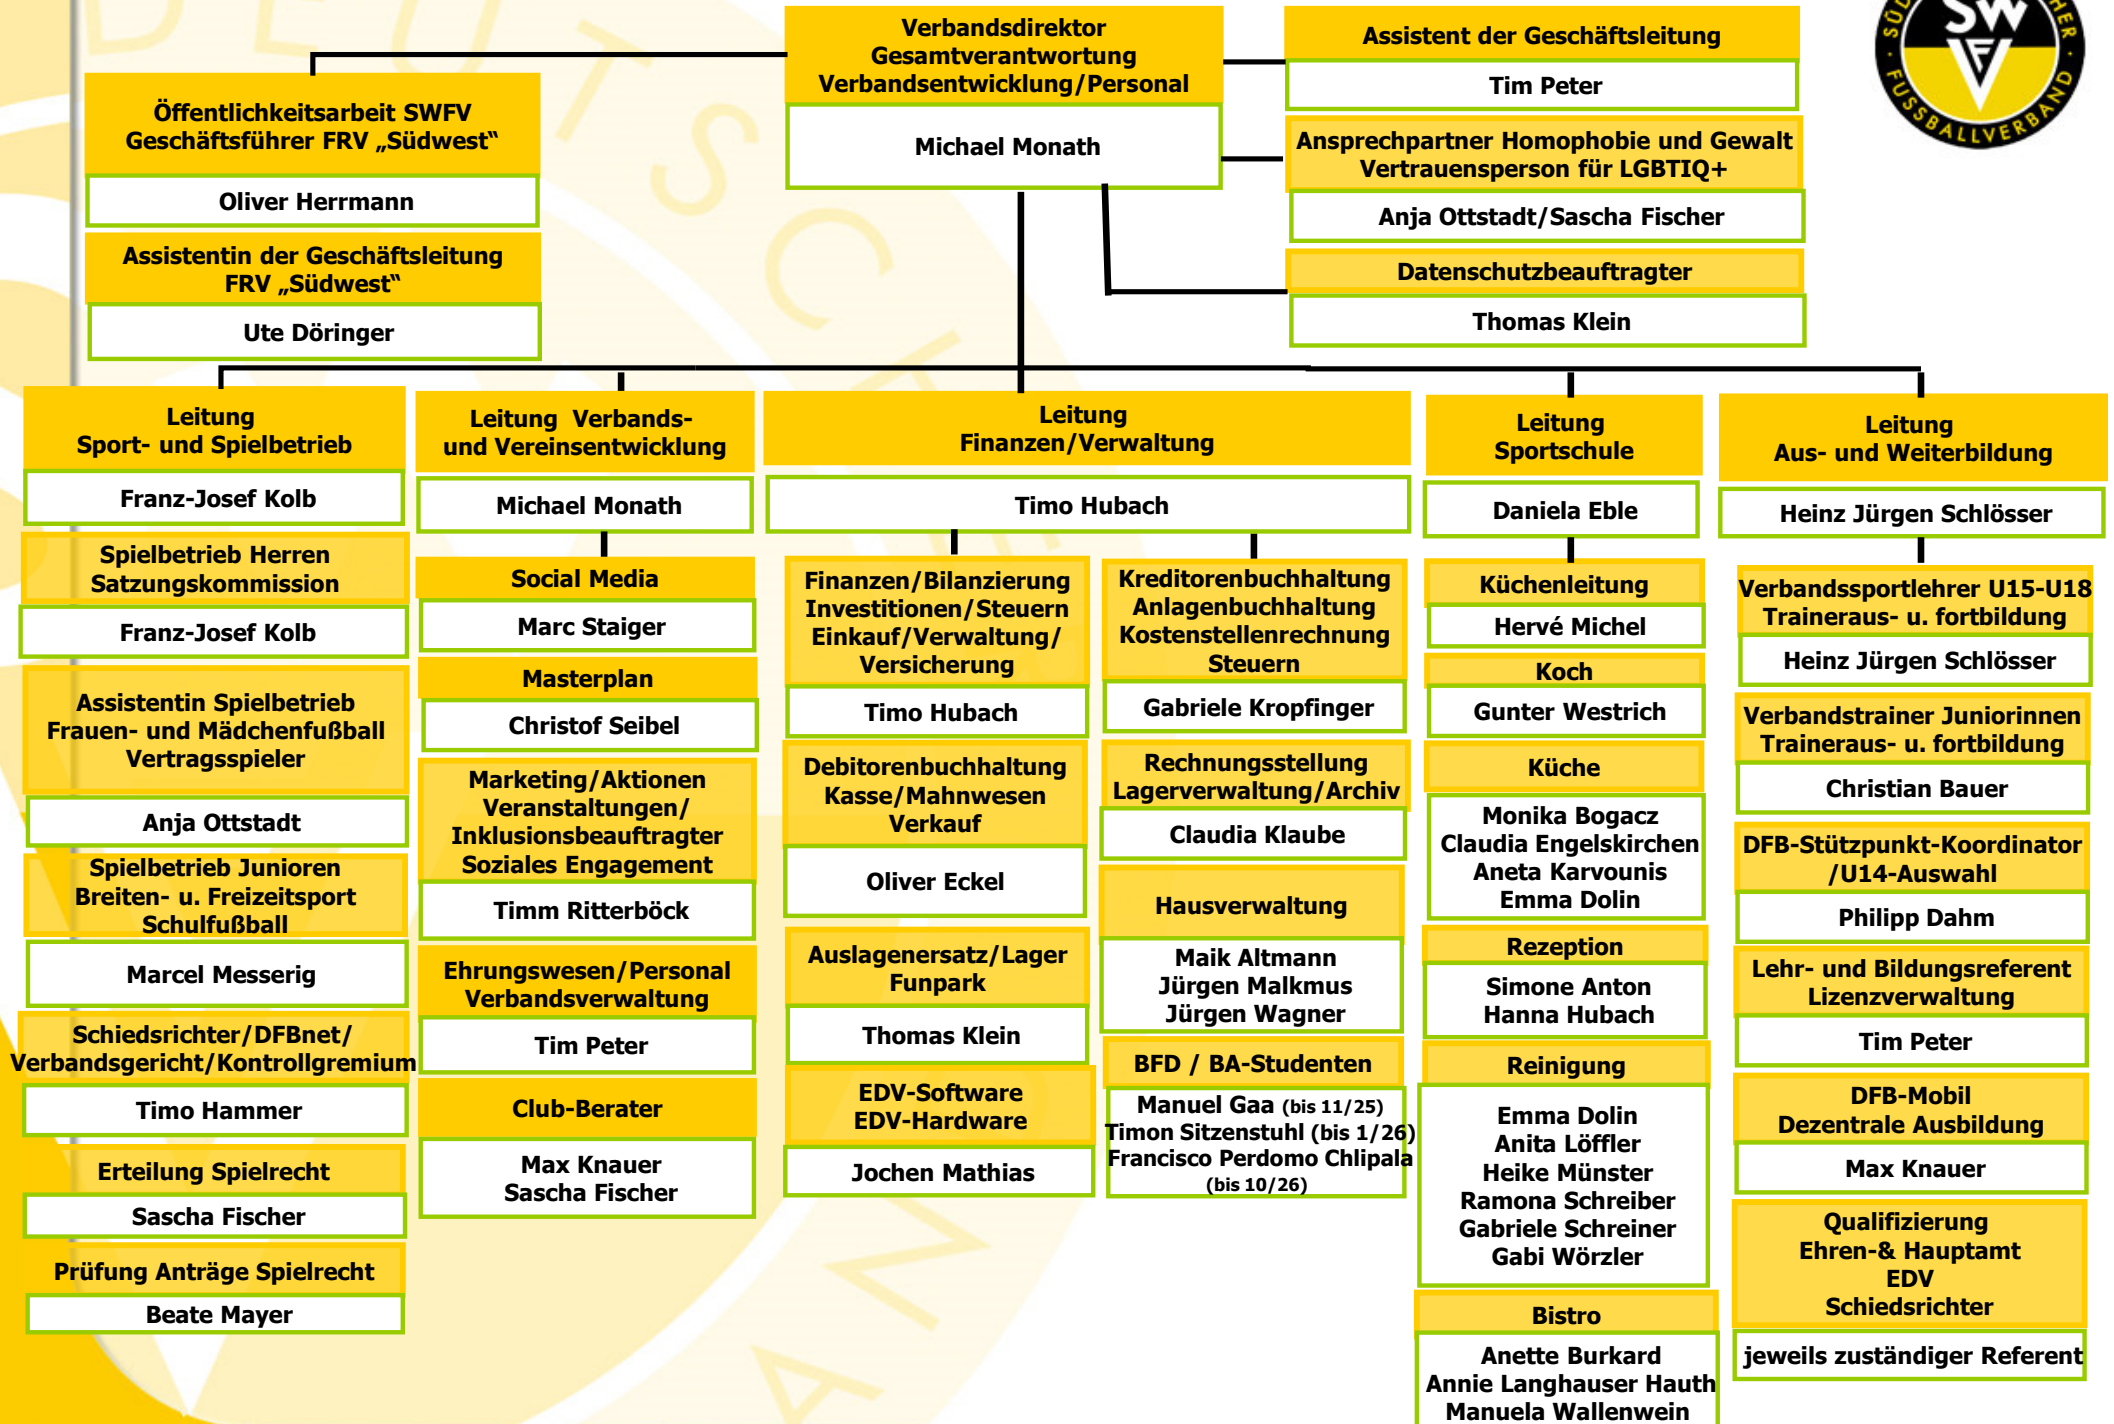 Verbandsdirektor
Gesamtverantwortung
Verbandsentwicklung/Personal
Michael Monath
Öffentlichkeitsarbeit SWFV
Geschäftsführer FRV „Südwest“
Oliver Herrmann
Assistentin der Geschäftsleitung
FRV „Südwest“
Ute Döringer
Assistent der Geschäftsleitung
Tim Peter
Ansprechpartner Homophobie und Gewalt
Vertrauensperson für LGBTIQ+
Anja Ottstadt/Sascha Fischer
Datenschutzbeauftragter
Thomas Klein
SW
FV
FUSSBALLVERBAND
Leitung
Sport- und Spielbetrieb
Franz-Josef Kolb
Spielbetrieb Herren
Satzungskommission
Franz-Josef Kolb
Assistentin Spielbetrieb
Frauen- und Mädchenfußball
Vertragsspieler
Anja Ottstadt
Spielbetrieb Junioren
Breiten- u. Freizeitsport
Schulfußball
Marcel Messerig
Schiedsrichter/DFBnet/
Verbandsgericht/Kontrollgremium
Timo Hammer
Erteilung Spielrecht
Sascha Fischer
Prüfung Anträge Spielrecht
Beate Mayer
Leitung Verbands-
und Vereinsentwicklung
Michael Monath
Social Media
Marc Staiger
Masterplan
Christof Seibel
Marketing/Aktionen
Veranstaltungen/
Inklusionsbeauftragter
Soziales Engagement
Timm Ritterböck
Ehrungswesen/Personal
Verbandsverwaltung
Tim Peter
Club-Berater
Max Knauer
Sascha Fischer
Leitung
Finanzen/Verwaltung
Timo Hubach
Finanzen/Bilanzierung
Investitionen/Steuern
Einkauf/Verwaltung/
Versicherung
Timo Hubach
Debitorenbuchhaltung
Kasse/Mahnwesen
Verkauf
Oliver Eckel
Auslagenersatz/Lager
Funpark
Thomas Klein
EDV-Software
EDV-Hardware
Jochen Mathias
Kreditorenbuchhaltung
Anlagenbuchhaltung
Kostenstellenrechnung
Steuern
Gabriele Kropfinger
Rechnungsstellung
Lagerverwaltung/Archiv
Claudia Klaube
Hausverwaltung
Maik Altmann
Jürgen Malkmus
Jürgen Wagner
BFD / BA-Studenten
Manuel Gaa (bis 11/25)
Timon Sitzenstuhl (bis 1/26)
Francisco Perdomo Chlipala
(bis 10/26)
Leitung
Sportschule
Daniela Eble
Küchenleitung
Hervé Michel
Koch
Gunter Westrich
Küche
Monika Bogacz
Claudia Engelskirchen
Aneta Karvounis
Emma Dolin
Rezeption
Simone Anton
Hanna Hubach
Reinigung
Emma Dolin
Anita Löffler
Heike Münster
Ramona Schreiber
Gabriele Schreiner
Gabi Wörzler
Bistro
Anette Burkard
Annie Langhauser Hauth
Manuela Wallenwein
Leitung
Aus- und Weiterbildung
Heinz Jürgen Schlösser
Verbandssportlehrer U15-U18
Traineraus- u. fortbildung
Heinz Jürgen Schlösser
Verbandstrainer Juniorinnen
Traineraus- u. fortbildung
Christian Bauer
DFB-Stützpunkt-Koordinator
/U14-Auswahl
Philipp Dahm
Lehr- und Bildungsreferent
Lizenzverwaltung
Tim Peter
DFB-Mobil
Dezentrale Ausbildung
Max Knauer
Qualifizierung
Ehren-& Hauptamt
EDV
Schiedsrichter
jeweils zuständiger Referent